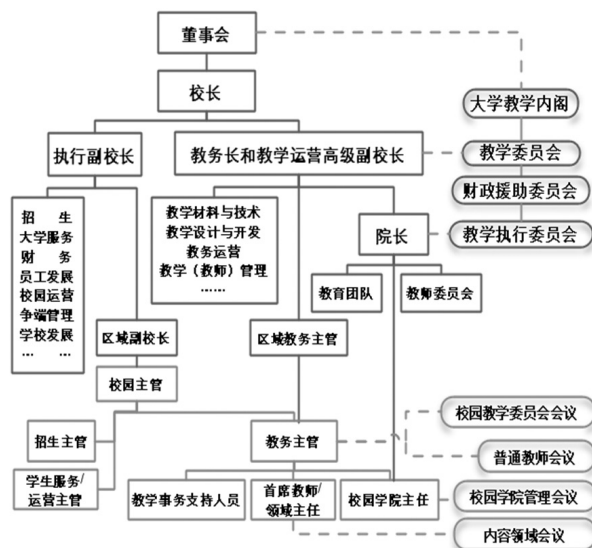 董事会
校长
大学教学内阁
执行副校长
教务长和教学运营高级副校长
教学委员会
财政援助委员会
招 生
大学服务
财 务
员工发展
校园运营
争端管理
学校发展
… …
教学材料与技术
教学设计与开发
教务运营
教学（教师）管理
……
院长
教学执行委员会
教育团队
教师委员会
区域副校长
区域教务主管
校园主管
招生主管
教务主管
校园教学委员会会议
普通教师会议
学生服务/
运营主管
教学事务支持人员
首席教师/
领域主任
校园学院主任
校园学院管理会议
内容领域会议